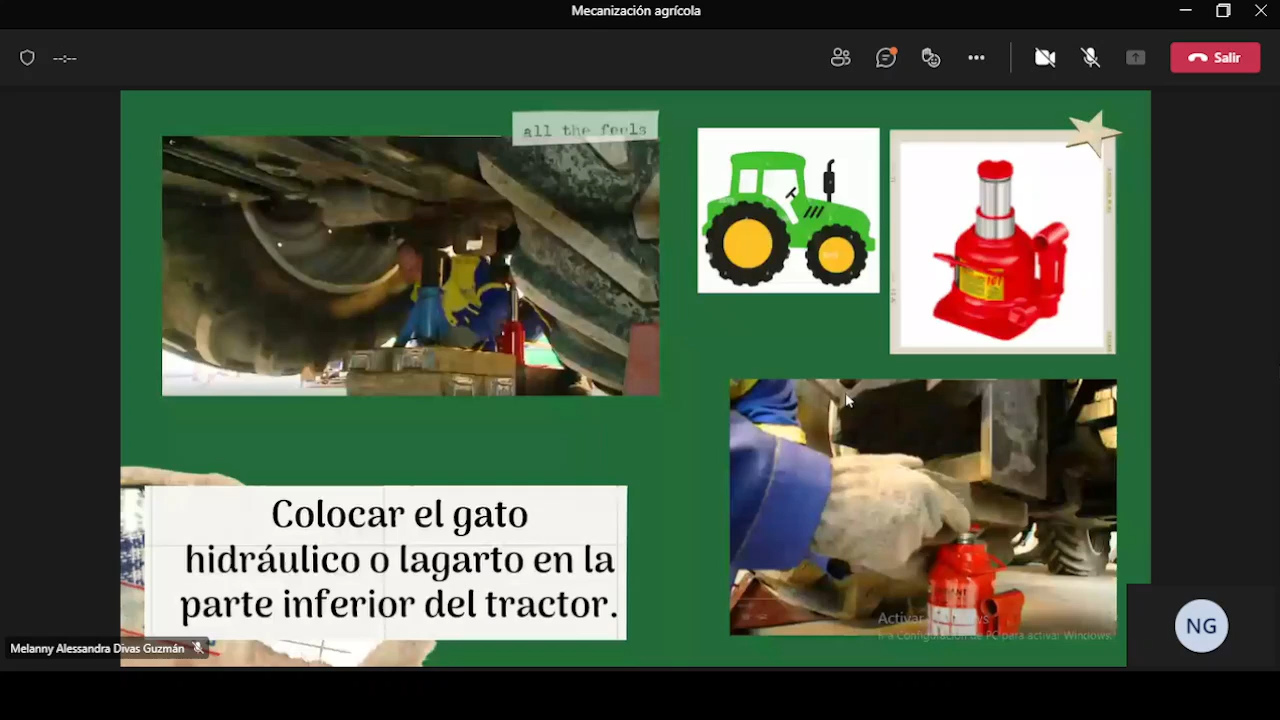 Mecanización agrícola
--:--
Salir
all the feels
16T
Colocar el gato
hidráulico o lagarto en la
parte inferior del tractor.
Melanny Alessandra Divas Guzmán
NG
Activar Windows
Ir a Configuración de PC para activar Windows.